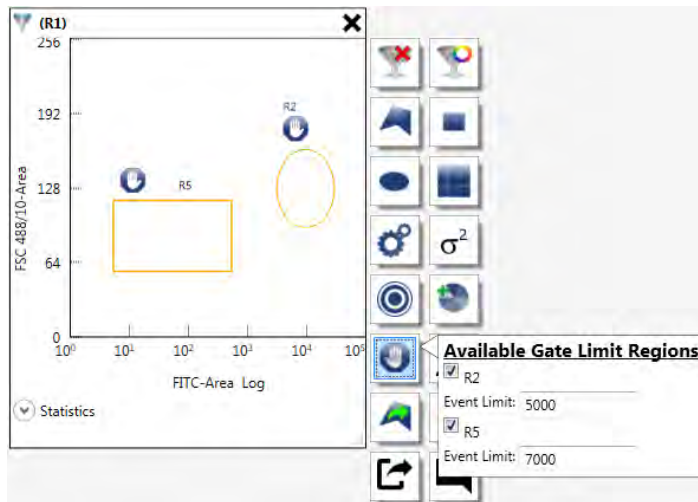 (R1)
256
192
128
64
0
FSC 488/10-Area
R2
R5
10⁰ 10¹ 10² 10³ 10⁴ 10⁵
FITC-Area Log
Statistics
σ²
Available Gate Limit Regions
R2
Event Limit: 5000
R5
Event Limit: 7000